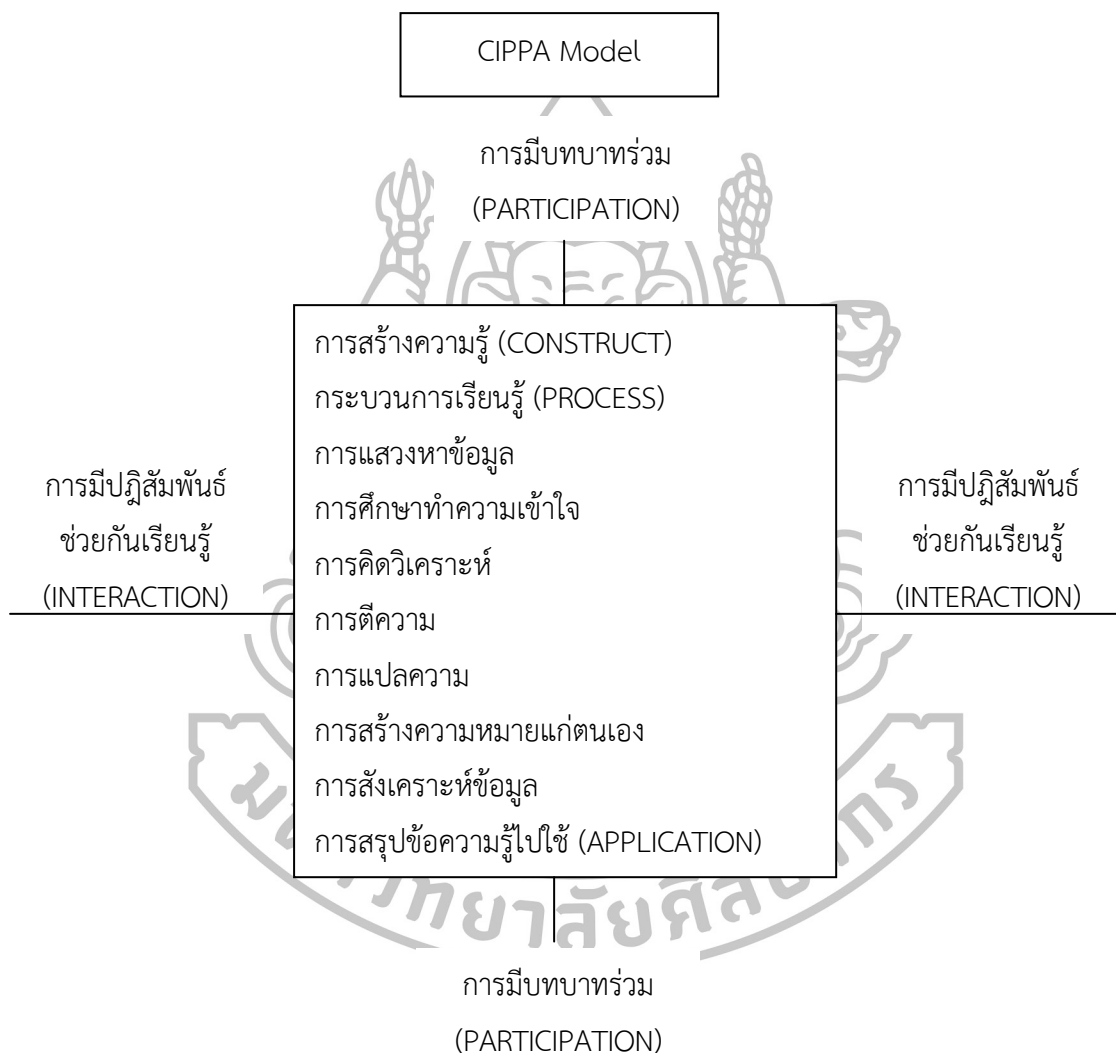 CIPPA Model
การมีบทบาทร่วม
(PARTICIPATION)
การสร้างความรู้ (CONSTRUCT)
กระบวนการเรียนรู้ (PROCESS)
การแสวงหาข้อมูล
การศึกษาทำความเข้าใจ
การคิดวิเคราะห์
การตีความ
การแปลความ
การสร้างความหมายแก่ตนเอง
การสังเคราะห์ข้อมูล
การสรุปข้อความรู้ไปใช้ (APPLICATION)
การมีปฎิสัมพันธ์
ช่วยกันเรียนรู้
(INTERACTION)
การมีปฎิสัมพันธ์
ช่วยกันเรียนรู้
(INTERACTION)
การมีบทบาทร่วม
(PARTICIPATION)